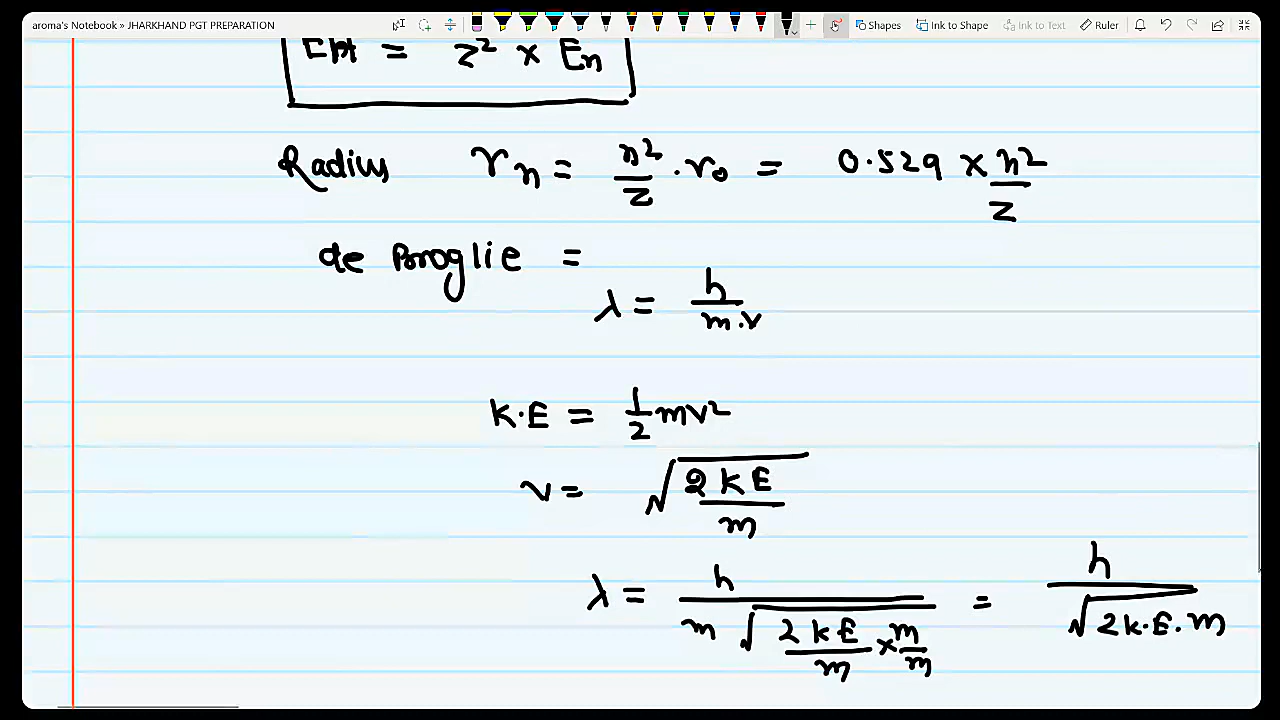 aroma's Notebook » JHARKHAND PGT PREPARATION Shapes Ink to Shape Ink to Text Ruler
= z² × En
Radius rn = n²/z · r₀ = 0.529 × n²/z
de Broglie =
λ = h/m·v
K·E = 1/2 mv²
v = √(2KE/m)
λ = h/(m√(2KE/m × m/m)) = h/√(2K·E·m)